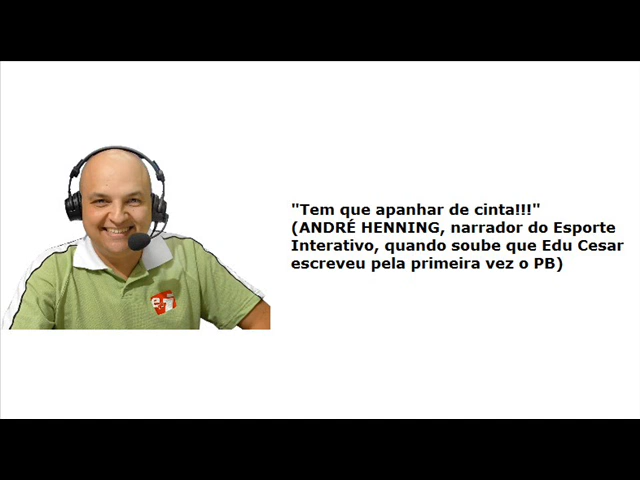 "Tem que apanhar de cinta!!!"
(ANDRÉ HENNING, narrador do Esporte
Interativo, quando soube que Edu Cesar
escreveu pela primeira vez o PB)
ei